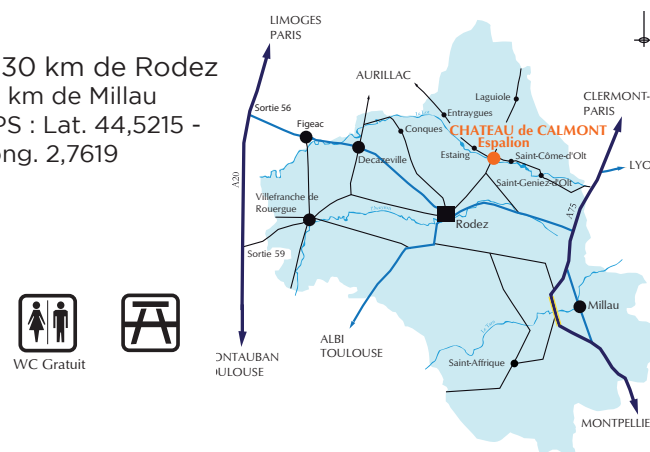 LIMOGES
PARIS
30 km de Rodez
km de Millau
PS : Lat. 44,5215 -
ong. 2,7619
AURILLAC
Laguiole
CLERMONT-
PARIS
Sortie 56
Entraygues
Figeac
Conques
CHATEAU de CALMONT
Espalion
Estaing
Saint-Côme-d'Olt
Decazeville
LYO
Saint-Geniez-d'Olt
A20
Villefranche de
Rouergue
A75
Rodez
Sortie 59
Millau
WC Gratuit
ONTAUBAN
OULOUSE
ALBI
TOULOUSE
Saint-Affrique
MONTPELLIE